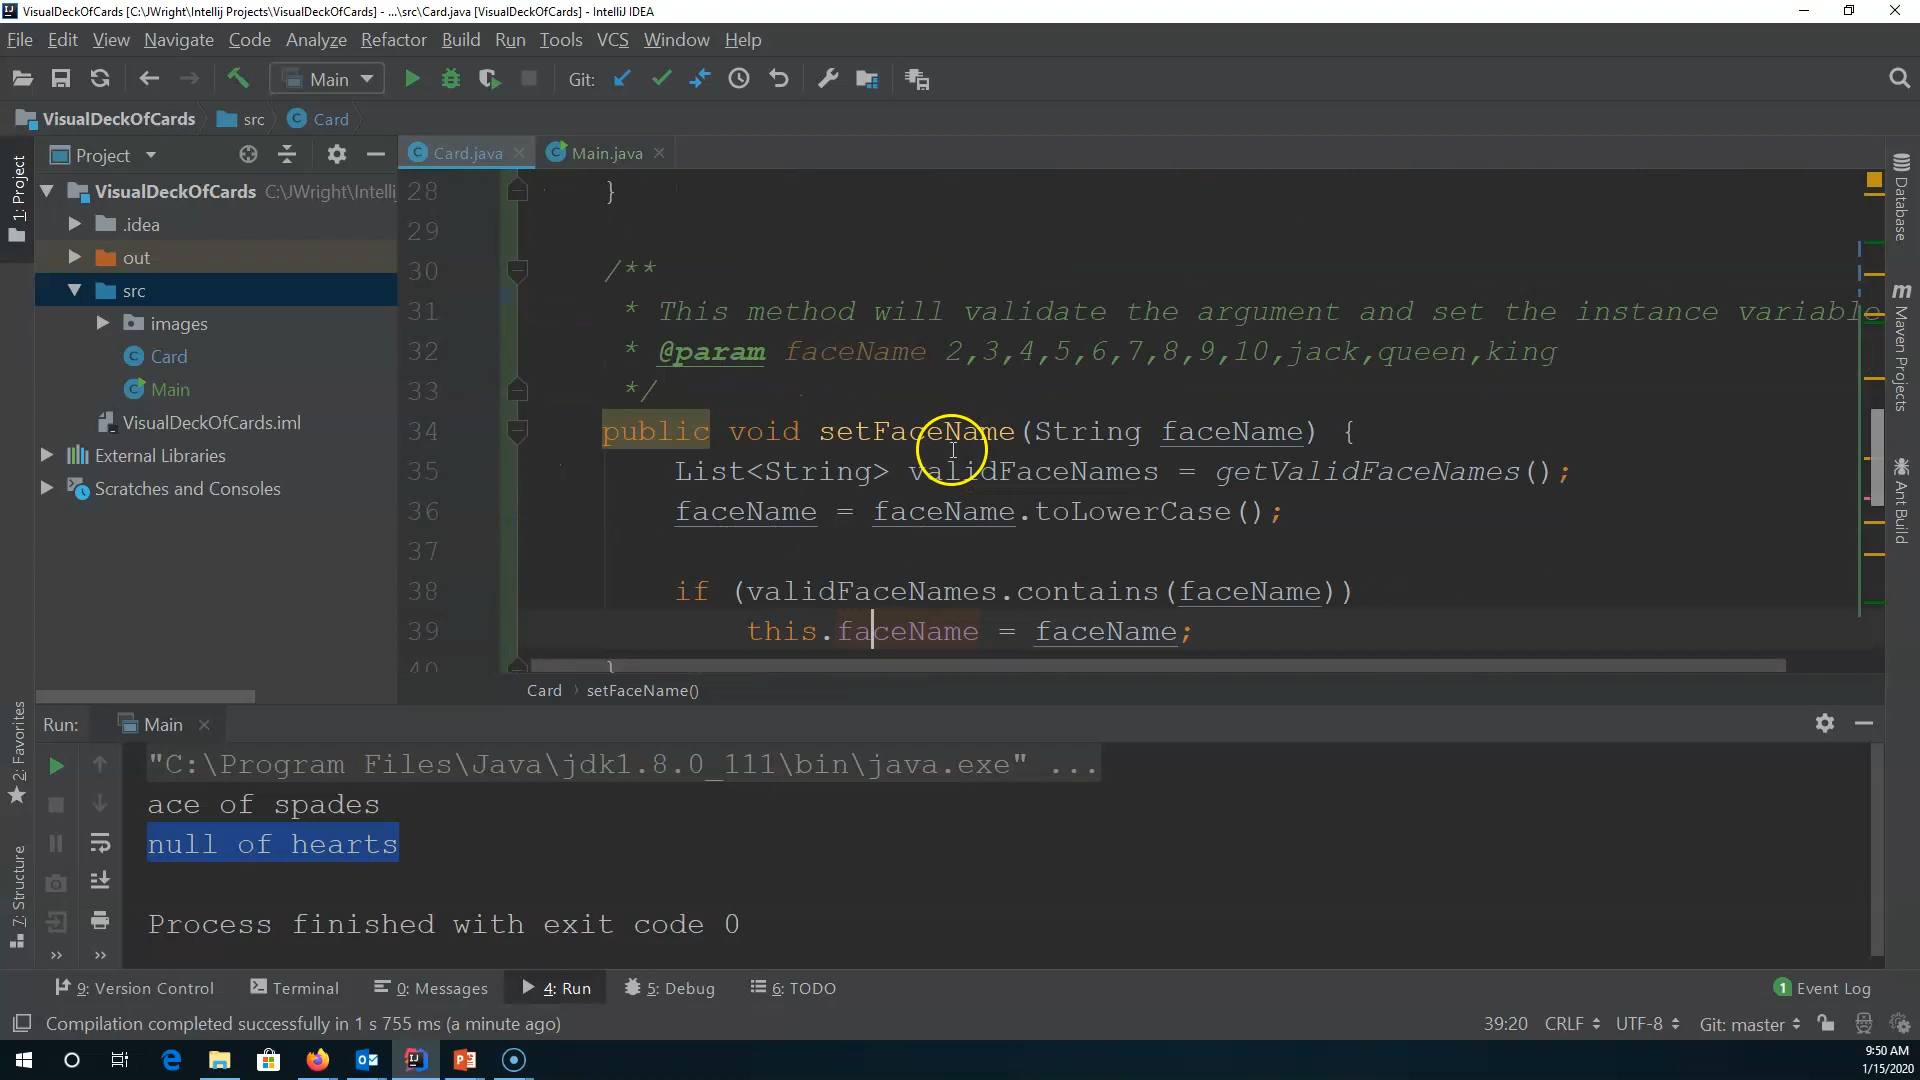 VisualDeckOfCards [C:\JWright\Intellij Projects\VisualDeckOfCards] - ...\src\Card.java [VisualDeckOfCards] - IntelliJ IDEA
File Edit View Navigate Code Analyze Refactor Build Run Tools VCS Window Help
Main Git:
VisualDeckOfCards src Card
Project
Card.java Main.java
VisualDeckOfCards C:\JWright\Intellij
.idea
out
src
images
Card
Main
VisualDeckOfCards.iml
External Libraries
Scratches and Consoles
1: Project
2: Favorites
7: Structure
Database
Maven Projects
Ant Build
28 }
29
30 /**
31 * This method will validate the argument and set the instance variable
32 * @param faceName 2,3,4,5,6,7,8,9,10,jack,queen,king
33 */
34 public void setFaceName(String faceName) {
35 List<String> validFaceNames = getValidFaceNames();
36 faceName = faceName.toLowerCase();
37
38 if (validFaceNames.contains(faceName))
39 this.faceName = faceName;
40 }
Card › setFaceName()
Run: Main
"C:\Program Files\Java\jdk1.8.0_111\bin\java.exe" ...
ace of spades
null of hearts
Process finished with exit code 0
9: Version Control Terminal 0: Messages 4: Run 5: Debug 6: TODO 1 Event Log
Compilation completed successfully in 1 s 755 ms (a minute ago) 39:20 CRLF UTF-8 Git: master
9:50 AM
1/15/2020